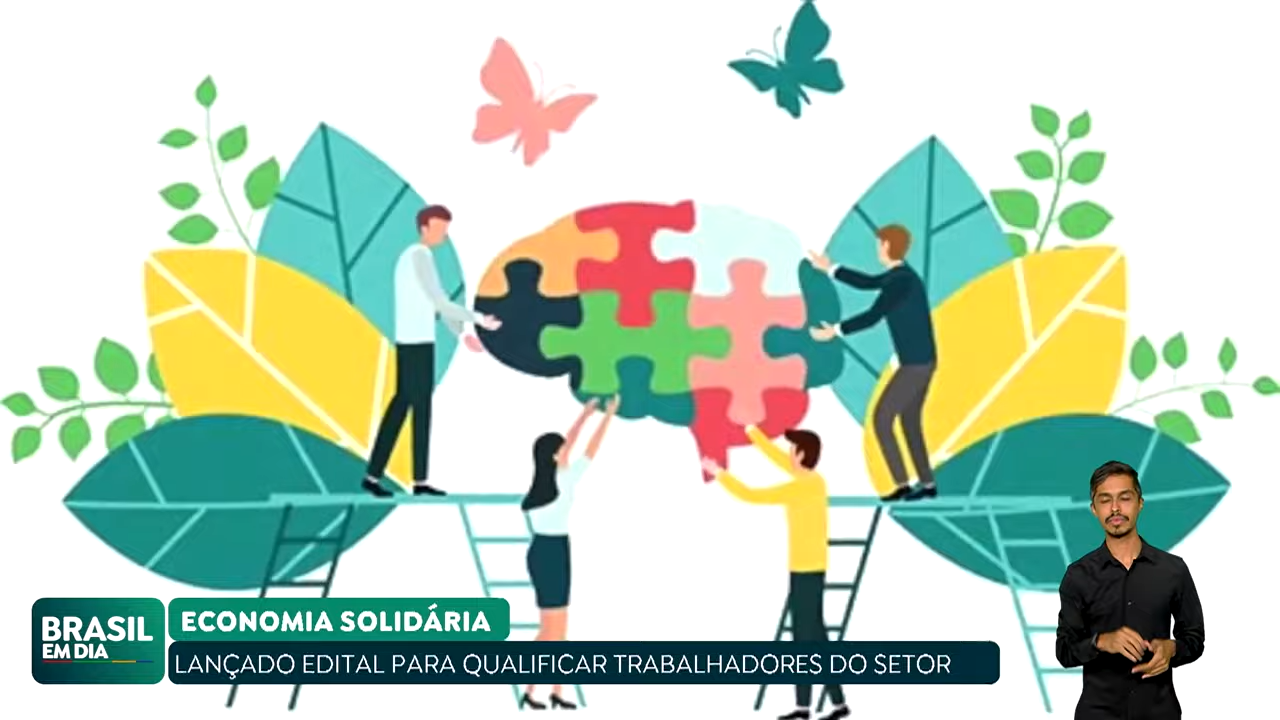 BRASIL
EM DIA
ECONOMIA SOLIDÁRIA
LANÇADO EDITAL PARA QUALIFICAR TRABALHADORES DO SETOR